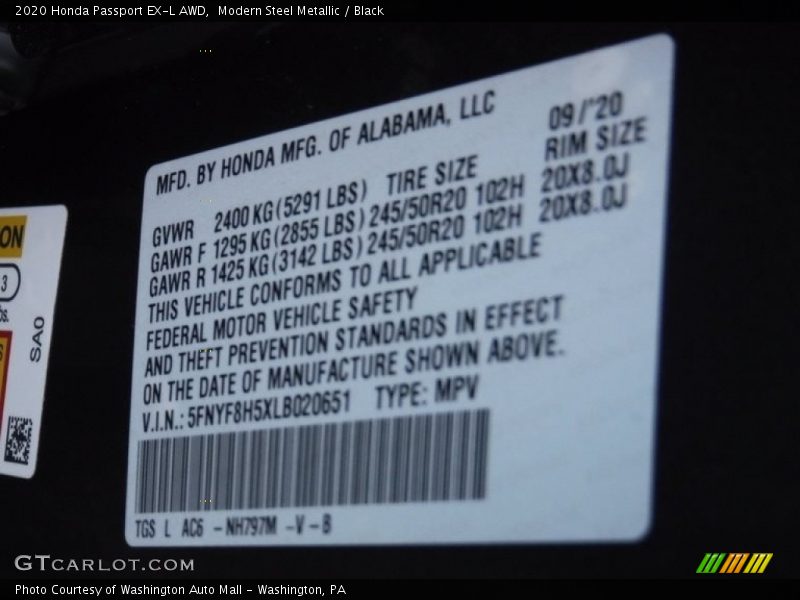 2020 Honda Passport EX-L AWD, Modern Steel Metallic / Black
MFD. BY HONDA MFG. OF ALABAMA, LLC 09/'20
GVWR 2400 KG (5291 LBS) TIRE SIZE RIM SIZE
GAWR F 1295 KG (2855 LBS) 245/50R20 102H 20X8.0J
GAWR R 1425 KG (3142 LBS) 245/50R20 102H 20X8.0J
THIS VEHICLE CONFORMS TO ALL APPLICABLE
FEDERAL MOTOR VEHICLE SAFETY
AND THEFT PREVENTION STANDARDS IN EFFECT
ON THE DATE OF MANUFACTURE SHOWN ABOVE.
V.I.N.: 5FNYF8H5XLB020651 TYPE: MPV
TGS L AC6 - NH797M - V - B
ON
3
bs.
S
SA0
GTCARLOT.COM
Photo Courtesy of Washington Auto Mall - Washington, PA